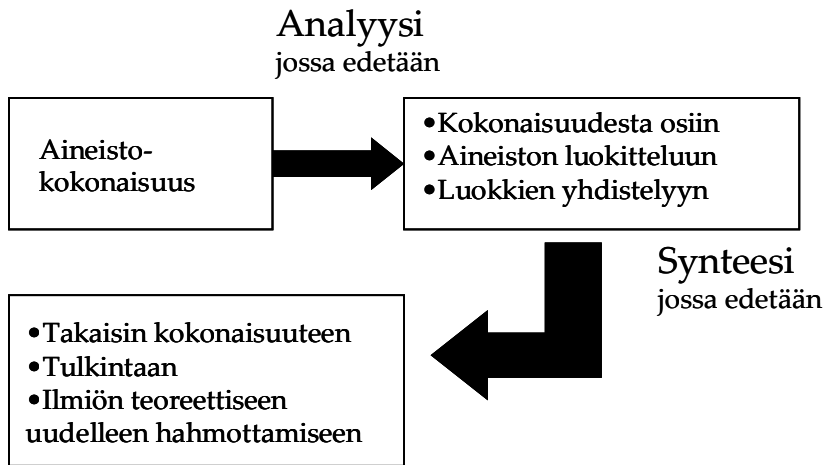 Analyysi
jossa edetään
Aineisto-
kokonaisuus
•Kokonaisuudesta osiin
•Aineiston luokitteluun
•Luokkien yhdistelyyn
Synteesi
jossa edetään
•Takaisin kokonaisuuteen
•Tulkintaan
•Ilmiön teoreettiseen
uudelleen hahmottamiseen